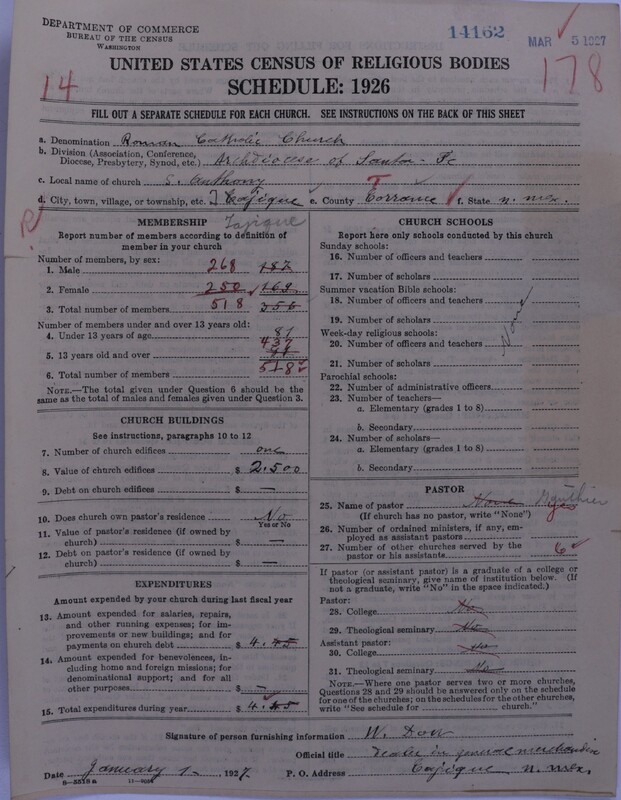 DEPARTMENT OF COMMERCE
BUREAU OF THE CENSUS
WASHINGTON
14162
MAR 5 1927
UNITED STATES CENSUS OF RELIGIOUS BODIES
SCHEDULE: 1926
14
178
FILL OUT A SEPARATE SCHEDULE FOR EACH CHURCH. SEE INSTRUCTIONS ON THE BACK OF THIS SHEET
a. Denomination Roman Catholic Church
b. Division (Association, Conference, Diocese, Presbytery, Synod, etc.) Archdiocese of Santa-Fe
c. Local name of church S. Anthony
d. City, town, village, or township, etc. Tajique e. County Torrance f. State N. Mex.
R
T
Tajique
MEMBERSHIP
Report number of members according to definition of
member in your church
Number of members, by sex:
1. Male 268 187
2. Female 250 169
3. Total number of members 518 356
Number of members under and over 13 years old:
4. Under 13 years of age 81
5. 13 years old and over 437
6. Total number of members 518
NOTE.—The total given under Question 6 should be the
same as the total of males and females given under Question 3.
CHURCH BUILDINGS
See instructions, paragraphs 10 to 12
7. Number of church edifices one
8. Value of church edifices $ 2.500
9. Debt on church edifices $ —
10. Does church own pastor's residence No
Yes or No
11. Value of pastor's residence (if owned by
church) $ —
12. Debt on pastor's residence (if owned by
church) $ —
EXPENDITURES
Amount expended by your church during last fiscal year
13. Amount expended for salaries, repairs,
and other running expenses; for im-
provements or new buildings; and for
payments on church debt $ 4.45
14. Amount expended for benevolences, in-
cluding home and foreign missions; for
denominational support; and for all
other purposes $ —
15. Total expenditures during year $ 4.45
CHURCH SCHOOLS
Report here only schools conducted by this church
Sunday schools:
16. Number of officers and teachers
17. Number of scholars
Summer vacation Bible schools:
18. Number of officers and teachers
19. Number of scholars
None
Week-day religious schools:
20. Number of officers and teachers
21. Number of scholars
Parochial schools:
22. Number of administrative officers
23. Number of teachers—
a. Elementary (grades 1 to 8)
b. Secondary
24. Number of scholars—
a. Elementary (grades 1 to 8)
b. Secondary
PASTOR
25. Name of pastor None Gauthier
(If church has no pastor, write "None") yes
26. Number of ordained ministers, if any, em-
ployed as assistant pastors
27. Number of other churches served by the
pastor or his assistants 6
If pastor (or assistant pastor) is a graduate of a college or
theological seminary, give name of institution below. (If
not a graduate, write "No" in the space indicated.)
Pastor:
28. College No
29. Theological seminary No
Assistant pastor:
30. College No
31. Theological seminary No
NOTE.—Where one pastor serves two or more churches,
Questions 28 and 29 should be answered only on the schedule
for one of the churches; on the schedules for the other churches,
write "See schedule for church."
Signature of person furnishing information W. Dow
Official title Dealer in general merchandise
Date January 1. 1927 P. O. Address Tajique N. Mex.
8-5518a